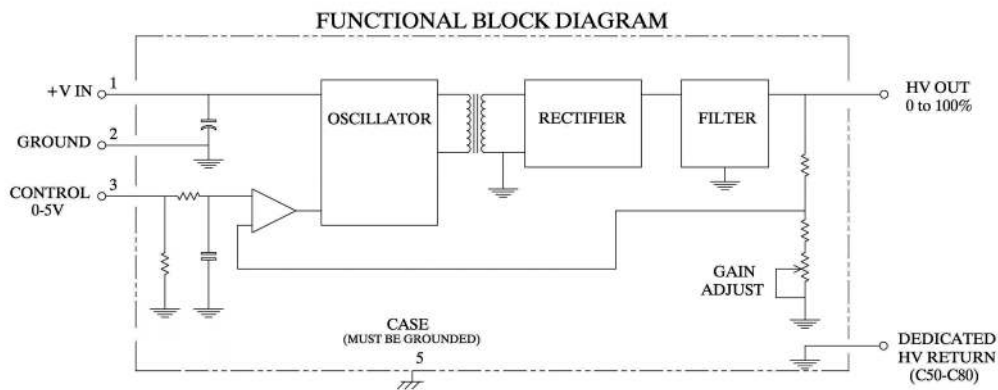 FUNCTIONAL BLOCK DIAGRAM
+V IN
1
GROUND
2
CONTROL
0-5V
3
OSCILLATOR
RECTIFIER
FILTER
HV OUT
0 to 100%
GAIN
ADJUST
CASE
(MUST BE GROUNDED)
5
DEDICATED
HV RETURN
(C50-C80)